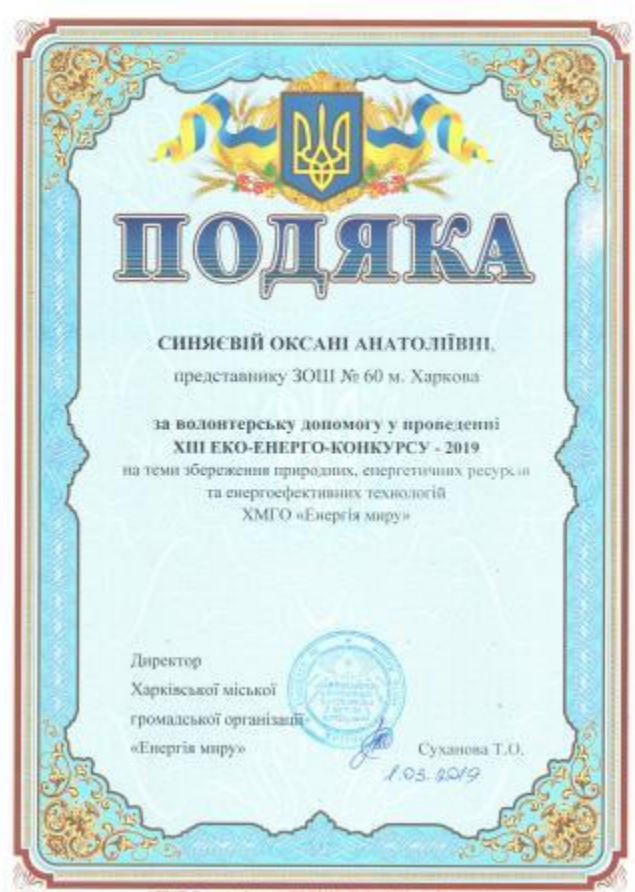 ПОДЯКА
СИНЯЄВІЙ ОКСАНІ АНАТОЛІЇВНІ,
представнику ЗОШ № 60 м. Харкова
за волонтерську допомогу у проведенні
XIII ЕКО-ЕНЕРГО-КОНКУРСУ - 2019
на теми збереження природних, енергетичних ресурсів
та енергоефективних технологій
ХМГО «Енергія миру»
Директор
Харківської міської
громадської організації
«Енергія миру»
Суханова Т.О.
1.03.2019